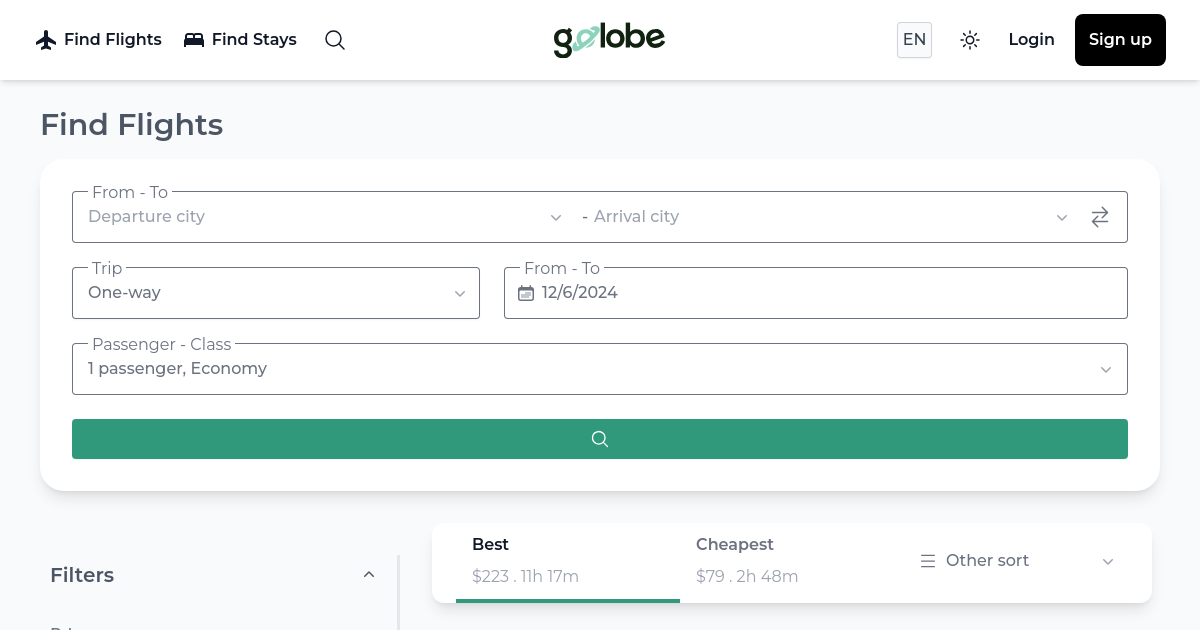 Find Flights
Find Stays
golobe
EN
Login
Sign up
Find Flights
From - To
Departure city
- Arrival city
Trip
One-way
From - To
12/6/2024
Passenger - Class
1 passenger, Economy
Best
$223 . 11h 17m
Cheapest
$79 . 2h 48m
Other sort
Filters